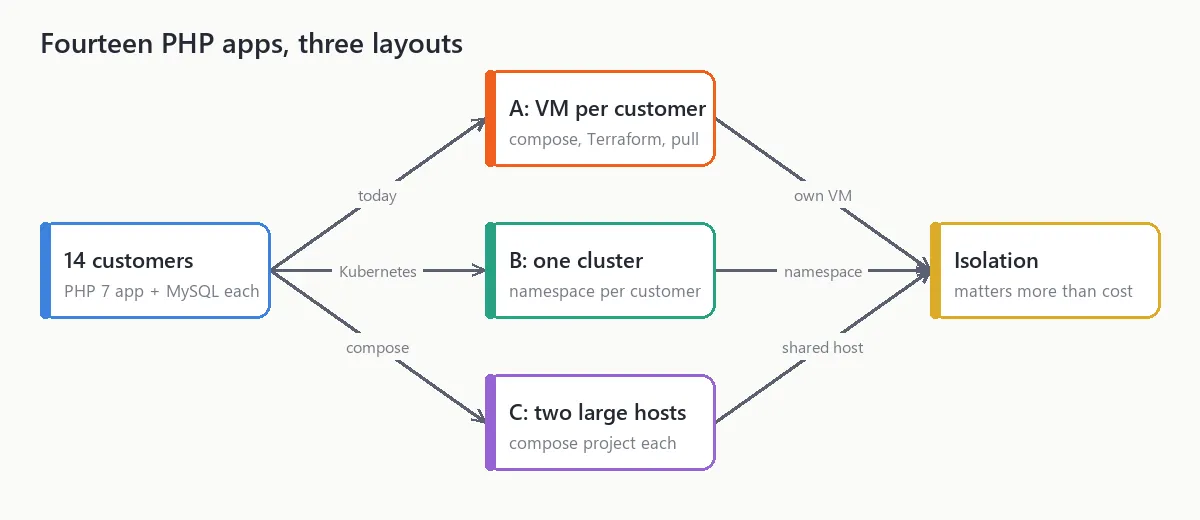 Fourteen PHP apps, three layouts
A: VM per customer
compose, Terraform, pull
today
own VM
14 customers
PHP 7 app + MySQL each
Kubernetes
B: one cluster
namespace per customer
namespace
Isolation
matters more than cost
compose
shared host
C: two large hosts
compose project each